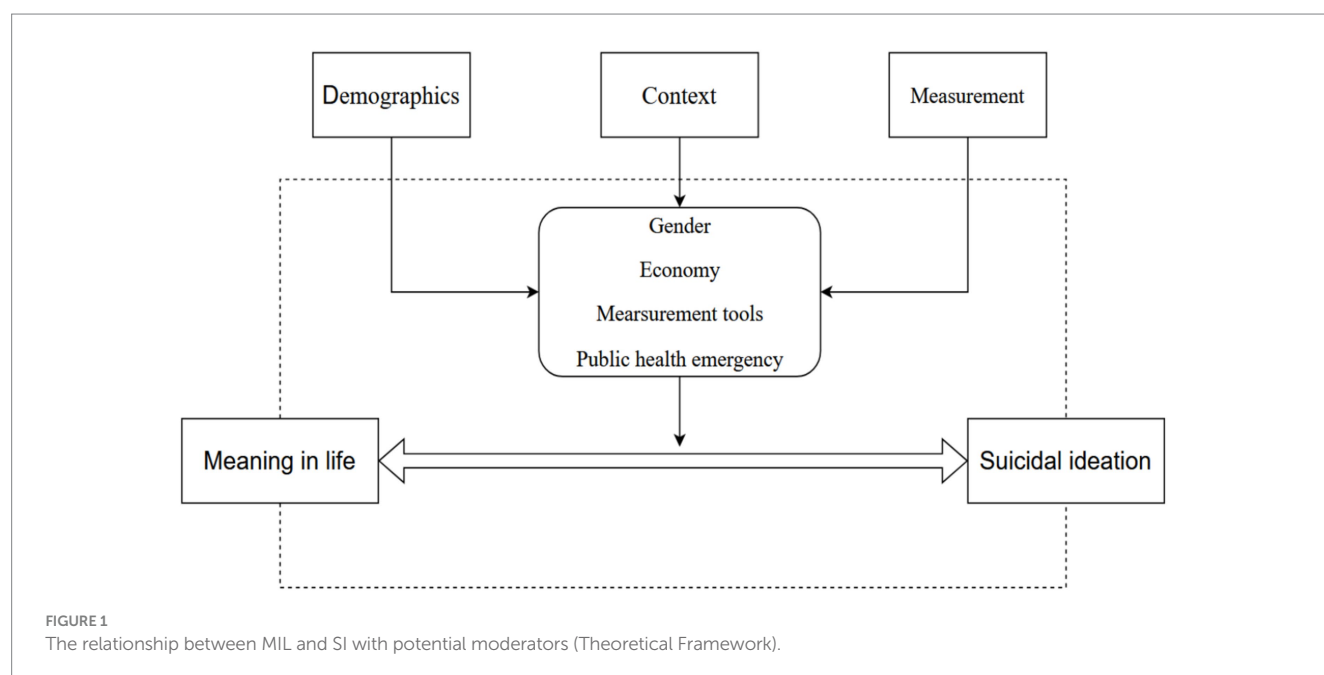 Demographics
Context
Measurement
Gender
Economy
Mearsurement tools
Public health emergency
Meaning in life
Suicidal ideation
FIGURE 1
The relationship between MIL and SI with potential moderators (Theoretical Framework).